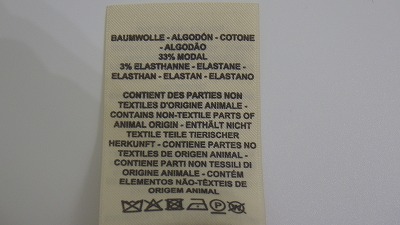 BAUMWOLLE - ALGODÓN - COTONE
- ALGODÃO
33% MODAL
3% ELASTHANNE - ELASTANE -
ELASTHAN - ELASTAN - ELASTANO
CONTIENT DES PARTIES NON
TEXTILES D'ORIGINE ANIMALE -
CONTAINS NON-TEXTILE PARTS OF
ANIMAL ORIGIN - ENTHÄLT NICHT
TEXTILE TEILE TIERISCHER
HERKUNFT - CONTIENE PARTES NO
TEXTILES DE ORIGEN ANIMAL -
CONTIENE PARTI NON TESSILI DI
ORIGINE ANIMALE - CONTÉM
ELEMENTOS NÃO-TÊXTEIS DE
ORIGEM ANIMAL